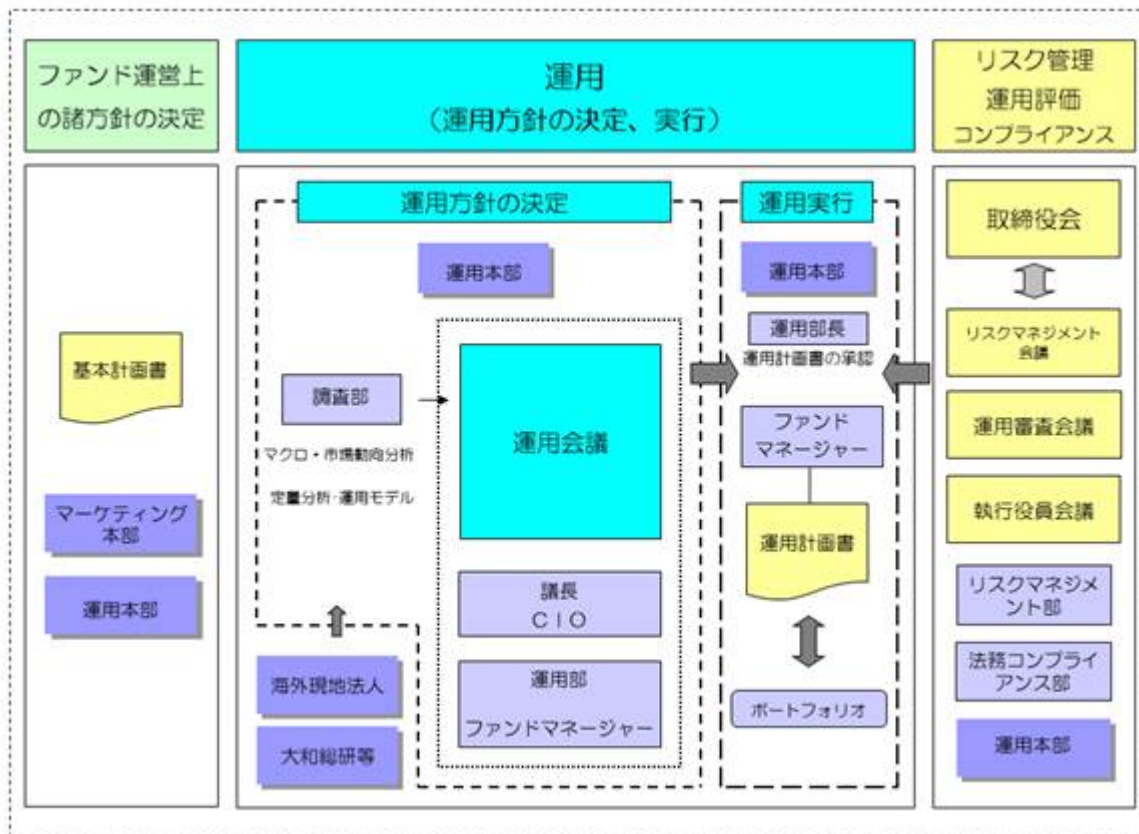 ファンド運営上
の諸方針の決定
基本計画書
マーケティング
本部
運用本部
運用
(運用方針の決定、実行)
運用方針の決定
運用本部
調査部
マクロ・市場動向分析
定量分析・運用モデル
運用会議
議長
CIO
運用部
ファンドマネージャー
海外現地法人
大和総研等
運用実行
運用本部
運用部長
運用計画書の承認
ファンド
マネージャー
運用計画書
ポートフォリオ
リスク管理
運用評価
コンプライアンス
取締役会
リスクマネジメント
会議
運用審査会議
執行役員会議
リスクマネジメ
ント部
法務コンプライ
アンス部
運用本部